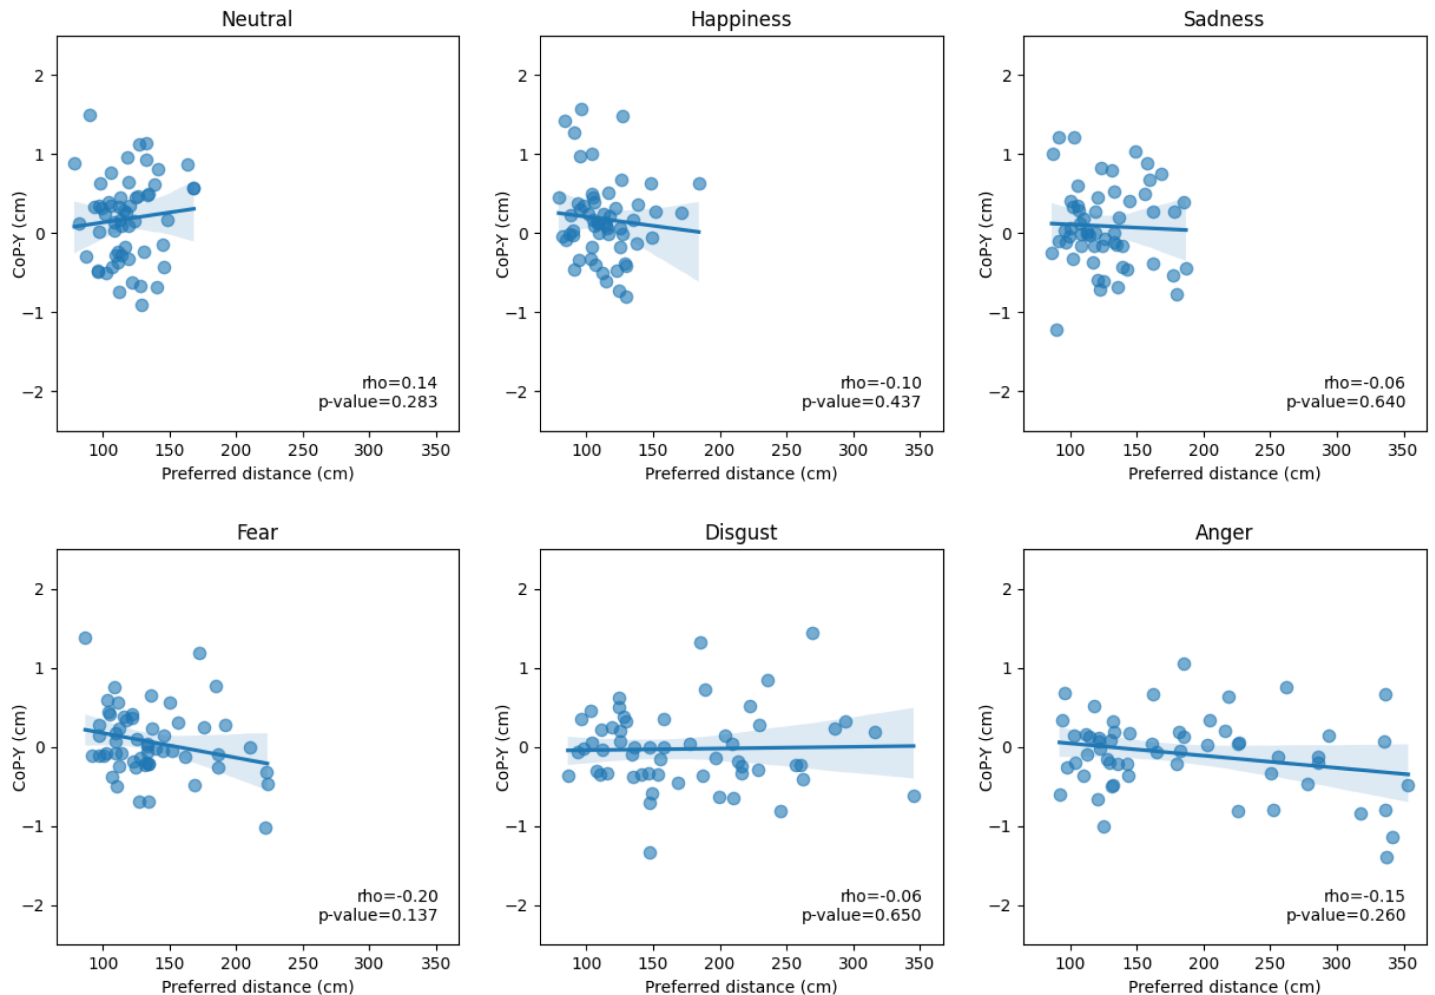 Neutral
2
1
0
−1
−2
CoP-Y (cm)
rho=0.14
p-value=0.283
100 150 200 250 300 350
Preferred distance (cm)
Happiness
2
1
0
−1
−2
CoP-Y (cm)
rho=-0.10
p-value=0.437
100 150 200 250 300 350
Preferred distance (cm)
Sadness
2
1
0
−1
−2
CoP-Y (cm)
rho=-0.06
p-value=0.640
100 150 200 250 300 350
Preferred distance (cm)
Fear
2
1
0
−1
−2
CoP-Y (cm)
rho=-0.20
p-value=0.137
100 150 200 250 300 350
Preferred distance (cm)
Disgust
2
1
0
−1
−2
CoP-Y (cm)
rho=-0.06
p-value=0.650
100 150 200 250 300 350
Preferred distance (cm)
Anger
2
1
0
−1
−2
CoP-Y (cm)
rho=-0.15
p-value=0.260
100 150 200 250 300 350
Preferred distance (cm)